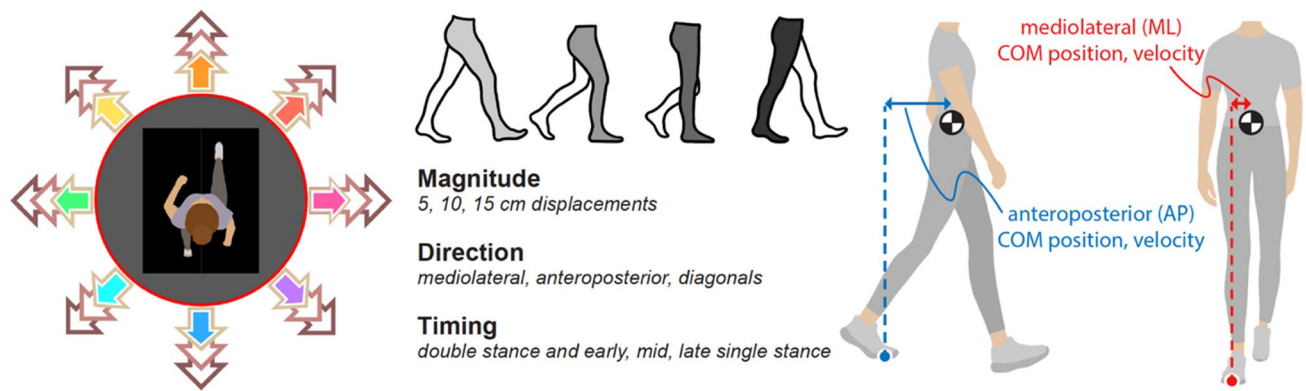 Magnitude
5, 10, 15 cm displacements
Direction
mediolateral, anteroposterior, diagonals
Timing
double stance and early, mid, late single stance
mediolateral (ML)
COM position, velocity
anteroposterior (AP)
COM position, velocity